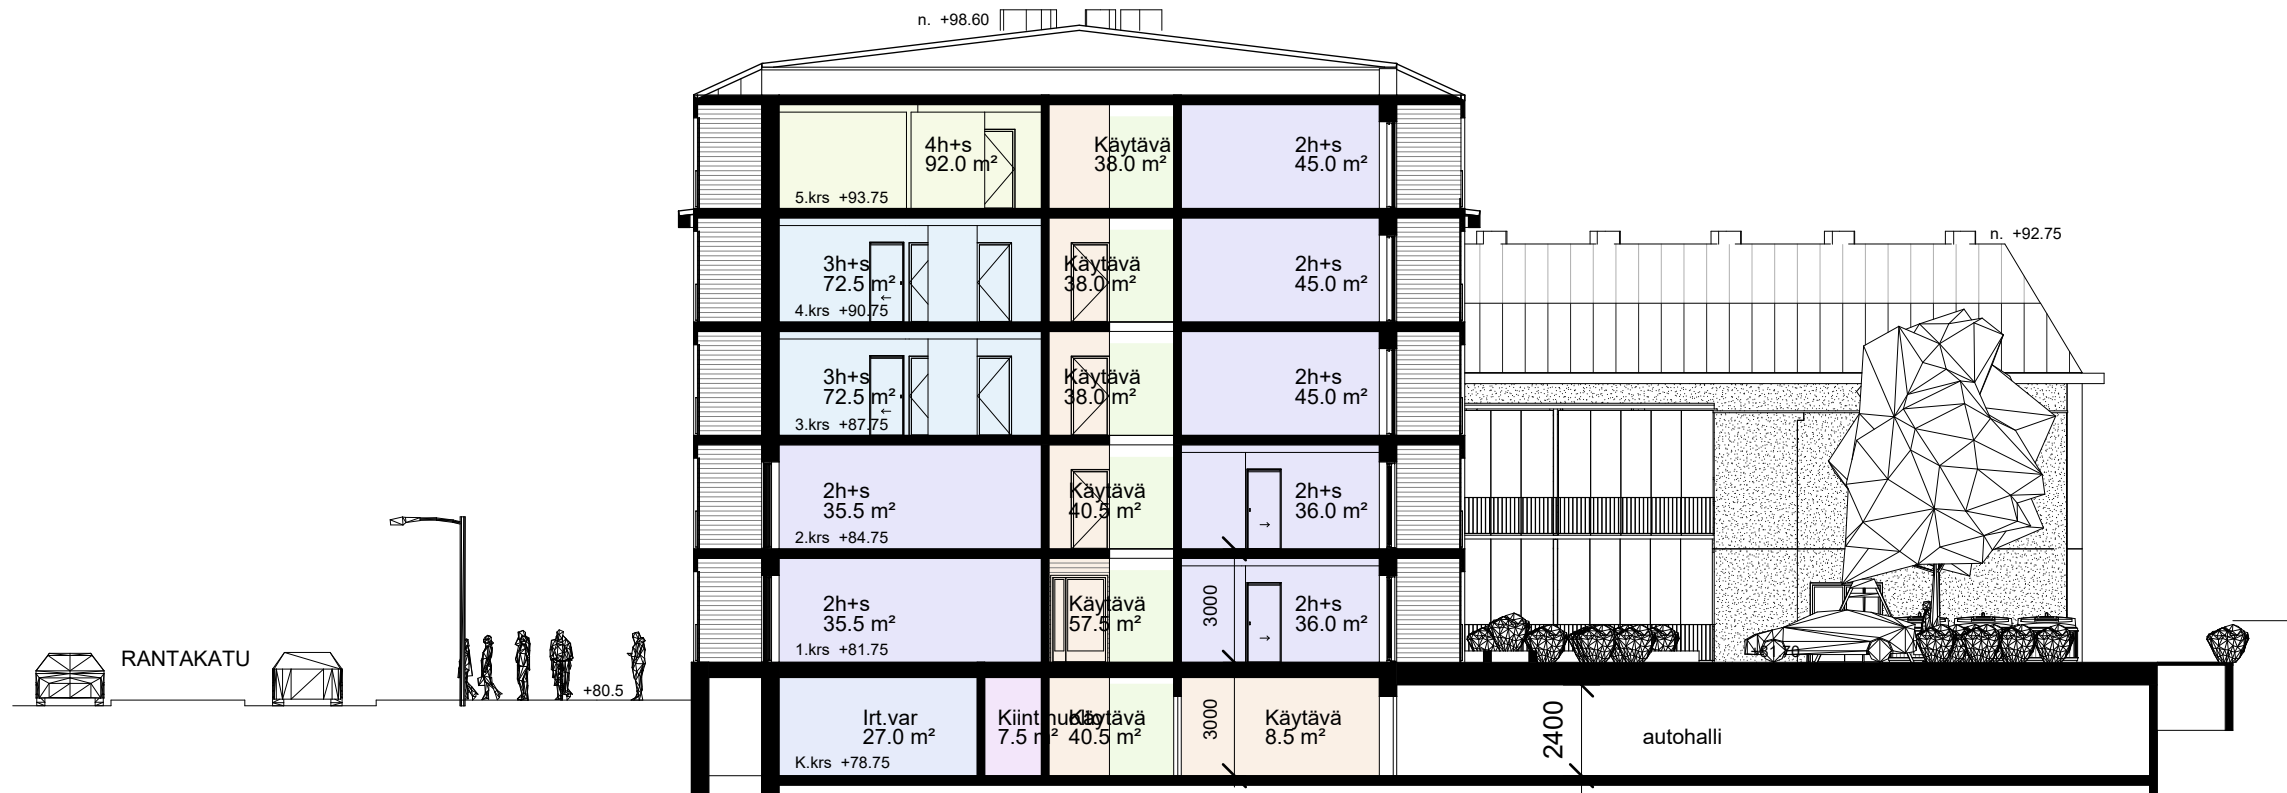 n. +98.60
4h+s
92.0 m²
Käytävä
38.0 m²
2h+s
45.0 m²
5.krs +93.75
n. +92.75
3h+s
72.5 m²
Käytävä
38.0 m²
2h+s
45.0 m²
4.krs +90.75
3h+s
72.5 m²
Käytävä
38.0 m²
2h+s
45.0 m²
3.krs +87.75
2h+s
35.5 m²
Käytävä
40.5 m²
2h+s
36.0 m²
2.krs +84.75
2h+s
35.5 m²
Käytävä
57.5 m²
3000
2h+s
36.0 m²
1.krs +81.75
RANTAKATU
+80.5
Irt.var
27.0 m²
7.5 m²
Käytävä
40.5 m²
3000
Käytävä
8.5 m²
2400
autohalli
K.krs +78.75